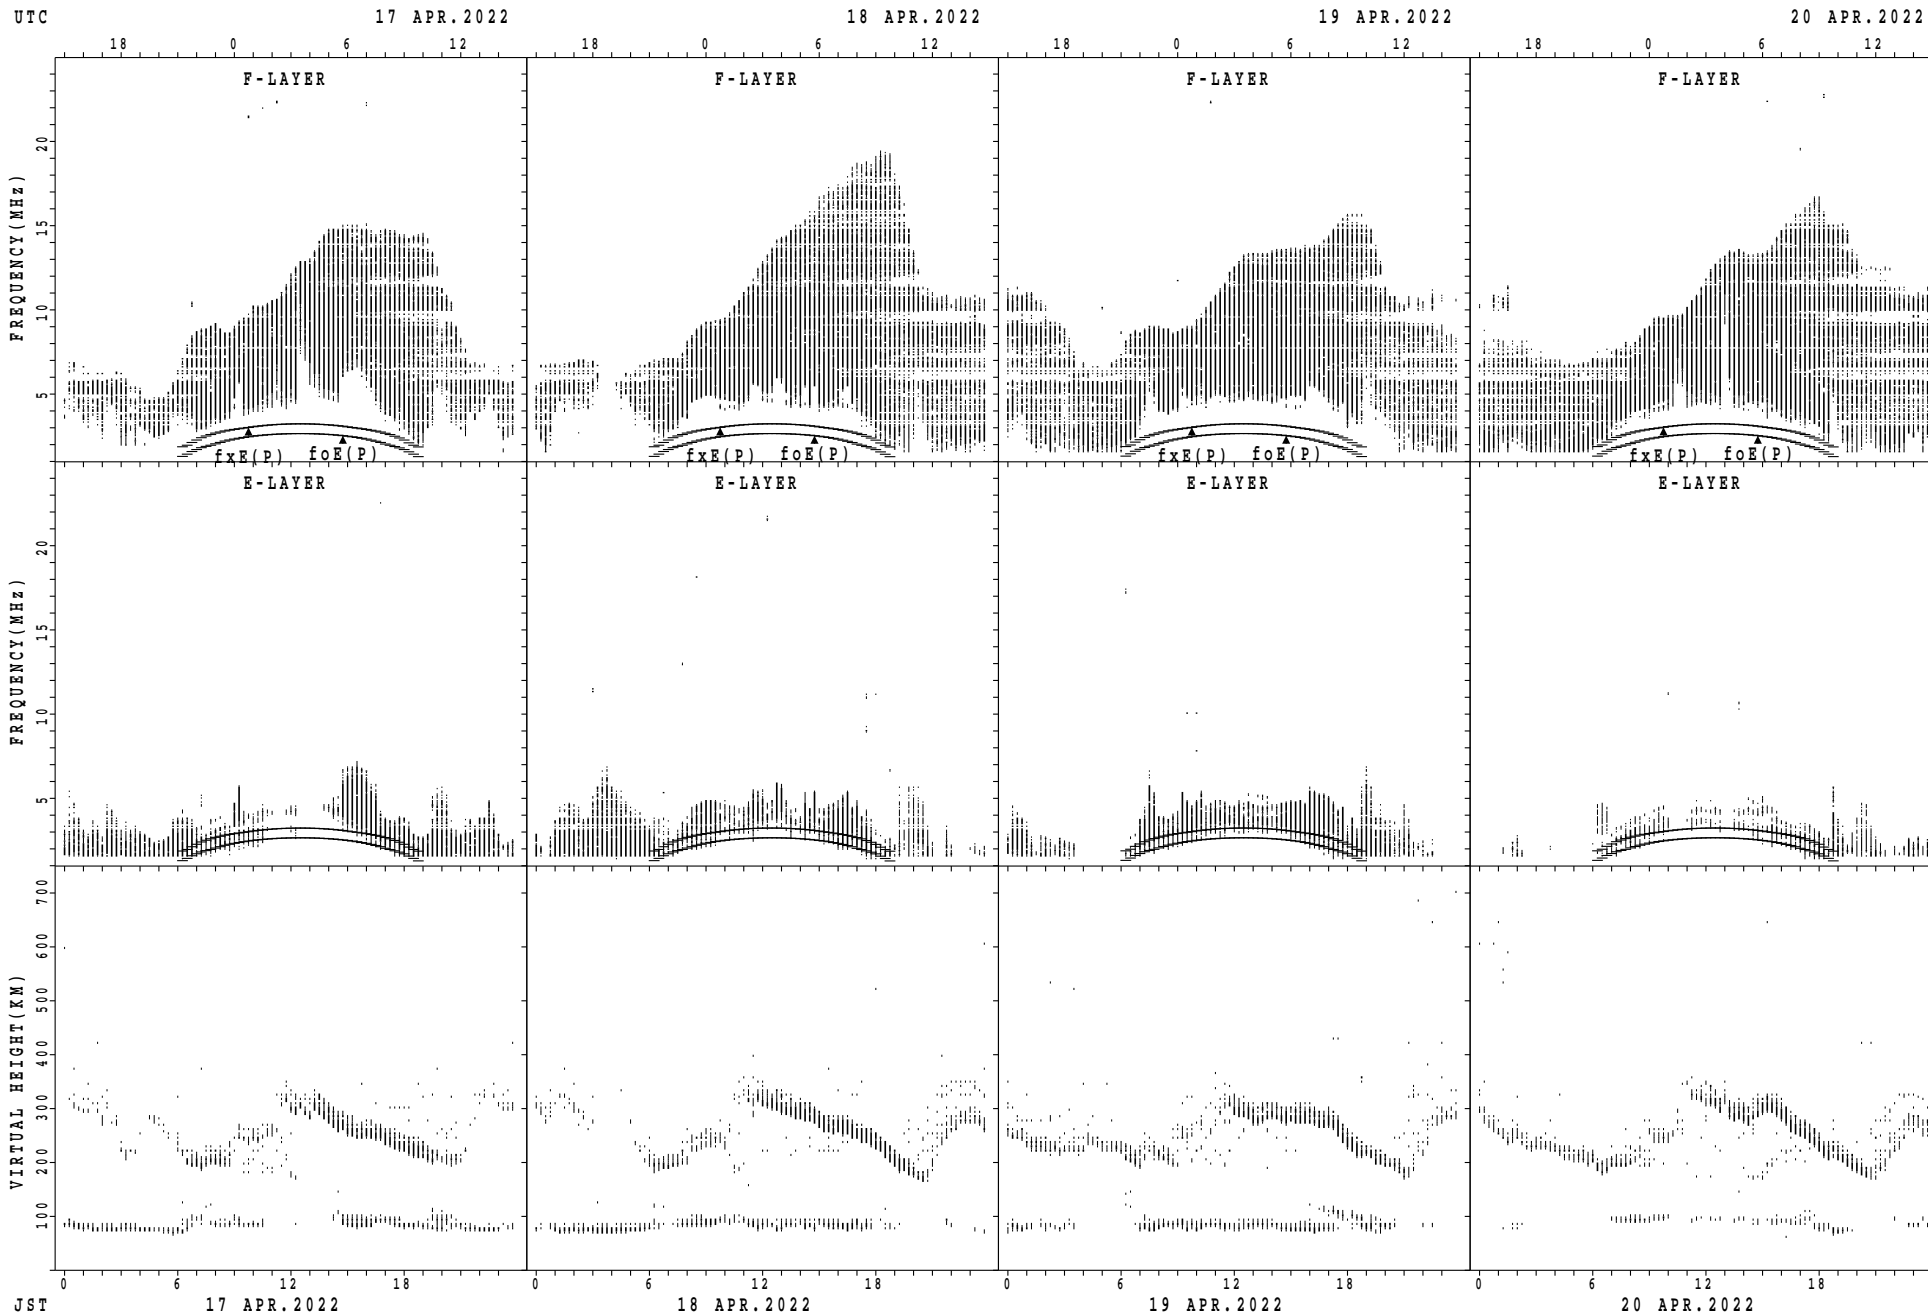 UTC 17 APR.2022 18 APR.2022 19 APR.2022 20 APR.2022
18 0 6 12 18 0 6 12 18 0 6 12 18 0 6 12
F-LAYER F-LAYER F-LAYER F-LAYER
FREQUENCY(MHz)
20
15
10
5
fxE(P) foE(P) fxE(P) foE(P) fxE(P) foE(P) fxE(P) foE(P)
E-LAYER E-LAYER E-LAYER E-LAYER
FREQUENCY(MHz)
20
15
10
5
VIRTUAL HEIGHT(KM)
700
600
500
400
300
200
100
0 6 12 18 0 6 12 18 0 6 12 18 0 6 12 18
JST 17 APR.2022 18 APR.2022 19 APR.2022 20 APR.2022